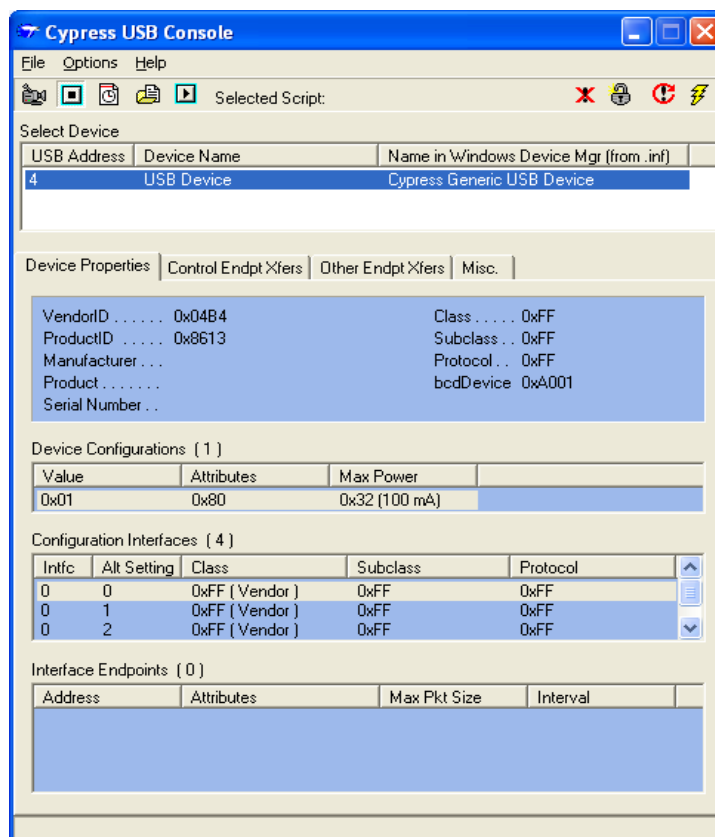 Cypress USB Console
File Options Help
Selected Script:
Select Device
USB Address Device Name Name in Windows Device Mgr (from .inf)
4 USB Device Cypress Generic USB Device
Device Properties Control Endpt Xfers Other Endpt Xfers Misc.
VendorID . . . . . . 0x04B4 Class . . . . . 0xFF
ProductID . . . . . 0x8613 Subclass . . 0xFF
Manufacturer . . . Protocol . . 0xFF
Product . . . . . . . bcdDevice 0xA001
Serial Number . .
Device Configurations ( 1 )
Value Attributes Max Power
0x01 0x80 0x32 (100 mA)
Configuration Interfaces ( 4 )
Intfc Alt Setting Class Subclass Protocol
0 0 0xFF ( Vendor ) 0xFF 0xFF
0 1 0xFF ( Vendor ) 0xFF 0xFF
0 2 0xFF ( Vendor ) 0xFF 0xFF
Interface Endpoints ( 0 )
Address Attributes Max Pkt Size Interval